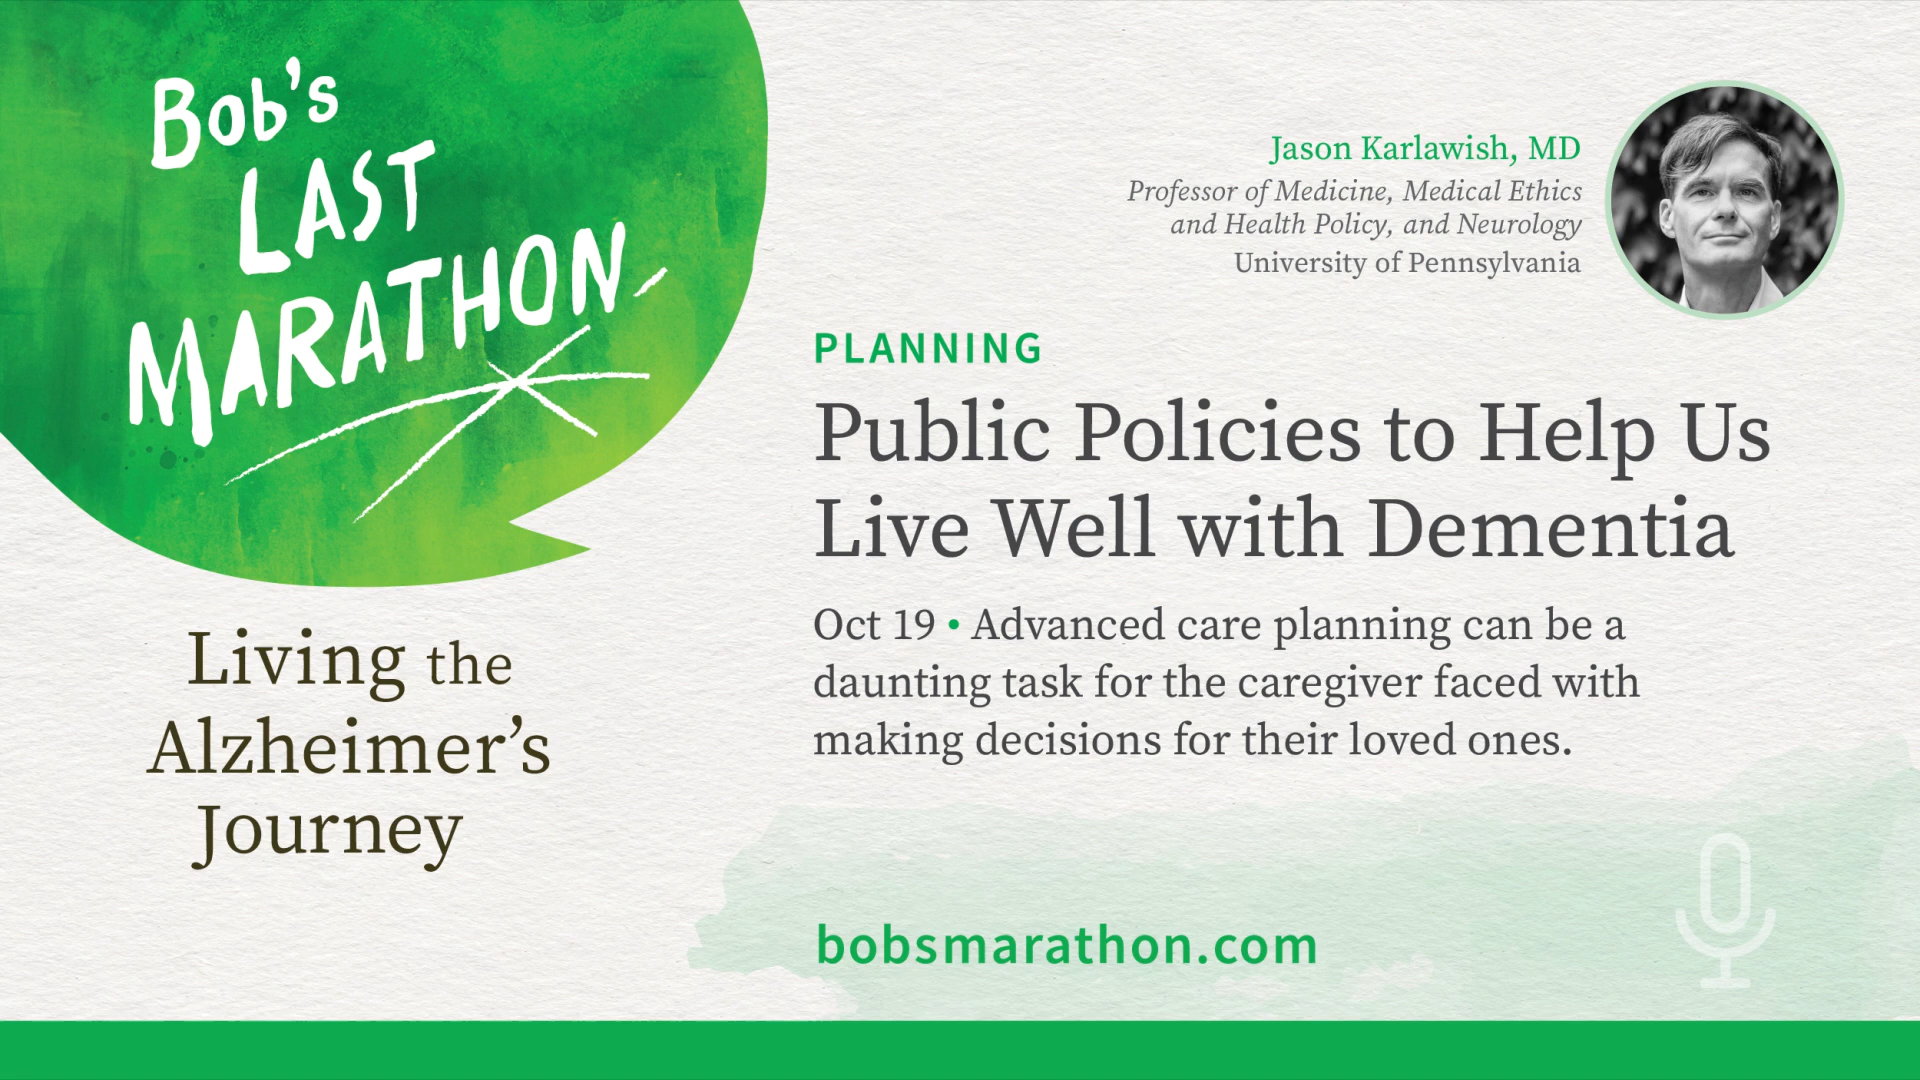 Bob's
LAST
MARATHON
Living the
Alzheimer’s
Journey
Jason Karlawish, MD
Professor of Medicine, Medical Ethics
and Health Policy, and Neurology
University of Pennsylvania
PLANNING
Public Policies to Help Us
Live Well with Dementia
Oct 19 • Advanced care planning can be a
daunting task for the caregiver faced with
making decisions for their loved ones.
bobsmarathon.com